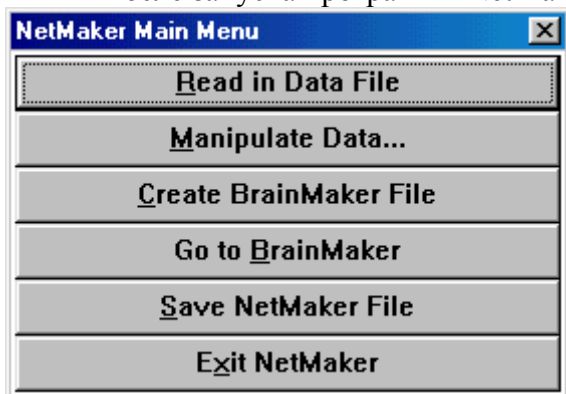 NetMaker Main Menu
Read in Data File
Manipulate Data...
Create BrainMaker File
Go to BrainMaker
Save NetMaker File
Exit NetMaker